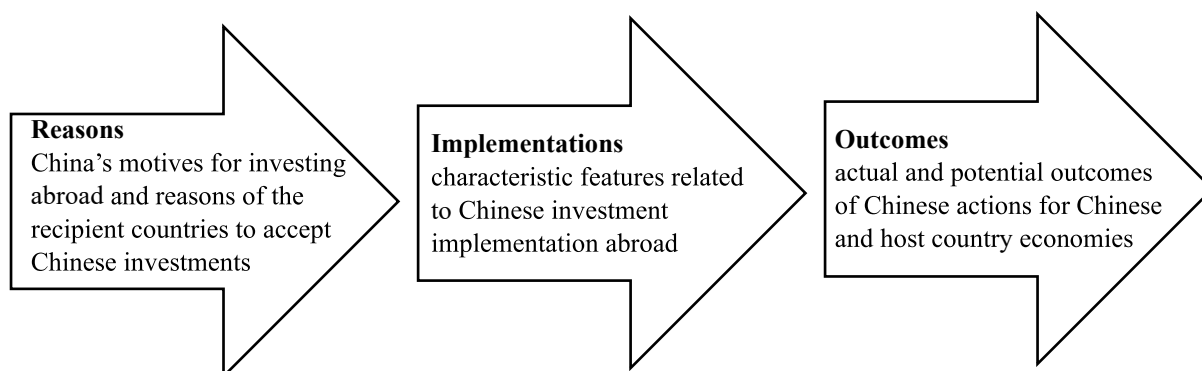 Reasons
China’s motives for investing
abroad and reasons of the
recipient countries to accept
Chinese investments
Implementations
characteristic features related
to Chinese investment
implementation abroad
Outcomes
actual and potential outcomes
of Chinese actions for Chinese
and host country economies